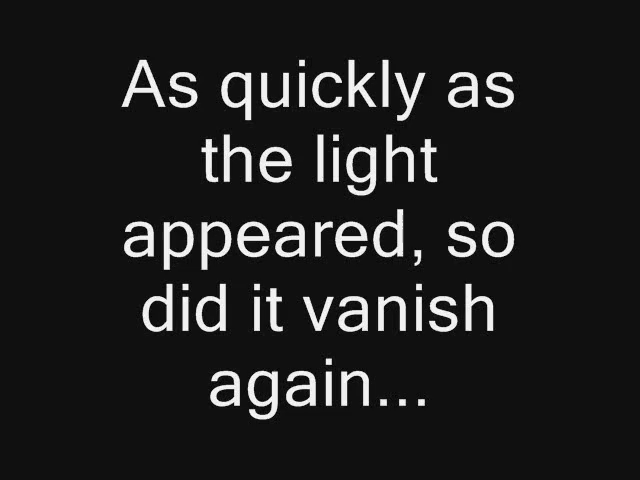 As quickly as
the light
appeared, so
did it vanish
again...